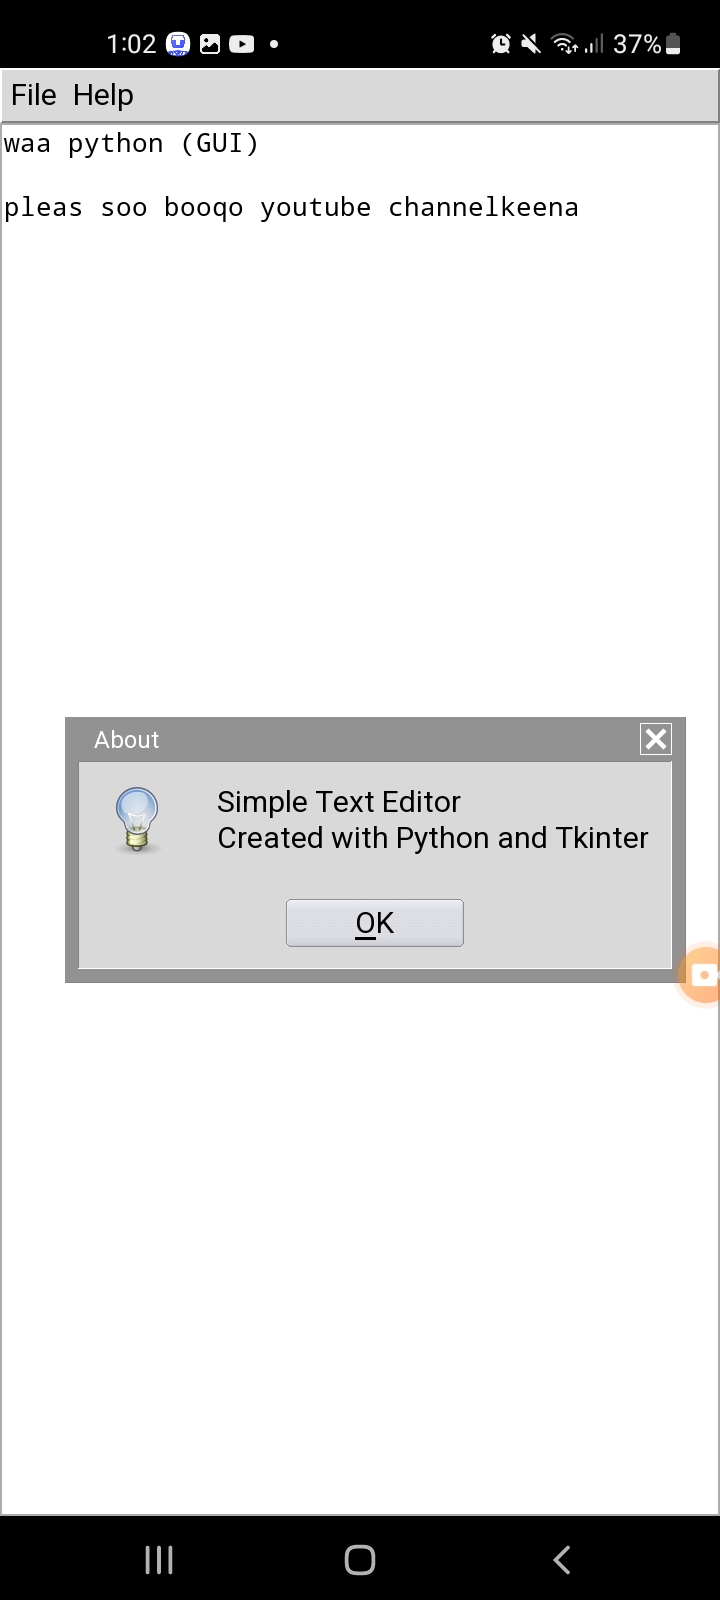 1:02 37%
File Help
waa python (GUI)
pleas soo booqo youtube channelkeena
About
Simple Text Editor
Created with Python and Tkinter
OK